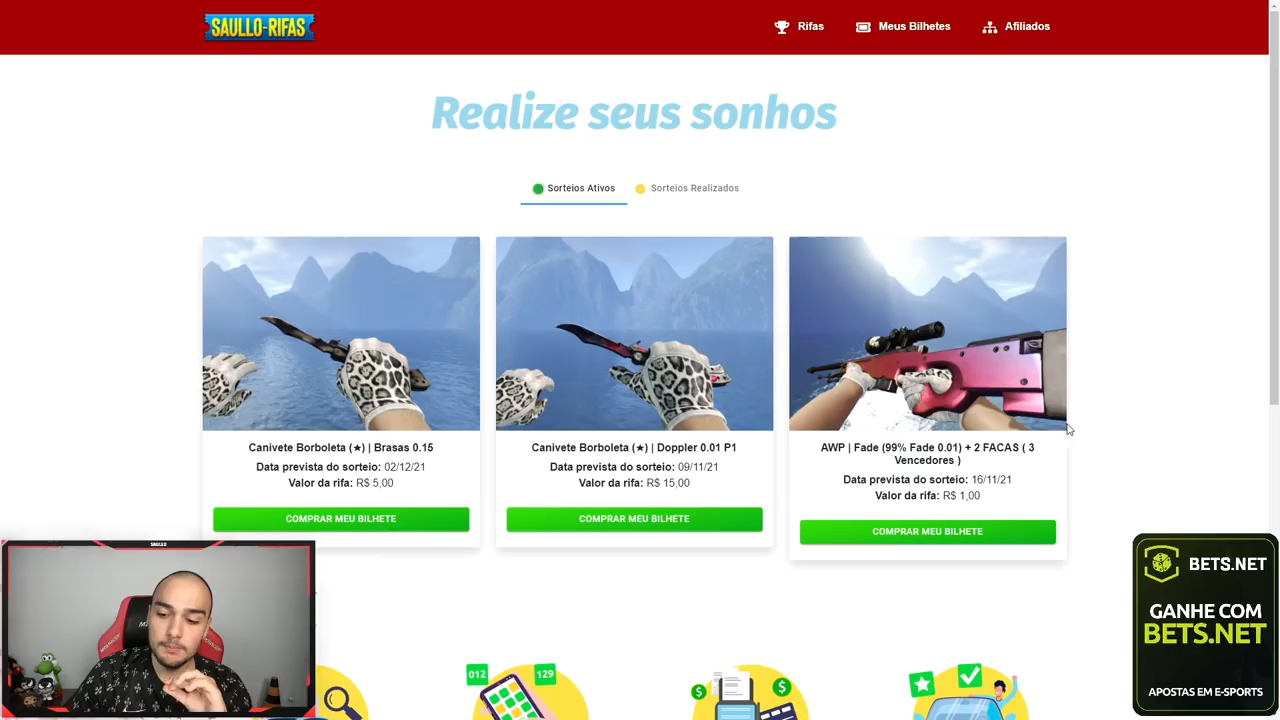 SAULLO-RIFAS
Rifas
Meus Bilhetes
Afiliados
Realize seus sonhos
Sorteios Ativos
Sorteios Realizados
Canivete Borboleta (★) | Brasas 0.15
Data prevista do sorteio: 02/12/21
Valor da rifa: R$ 5,00
COMPRAR MEU BILHETE
Canivete Borboleta (★) | Doppler 0.01 P1
Data prevista do sorteio: 09/11/21
Valor da rifa: R$ 15,00
COMPRAR MEU BILHETE
AWP | Fade (99% Fade 0.01) + 2 FACAS ( 3
Vencedores )
Data prevista do sorteio: 16/11/21
Valor da rifa: R$ 1,00
COMPRAR MEU BILHETE
SAULLO
012
129
BETS.NET
GANHE COM
BETS.NET
APOSTAS EM E-SPORTS